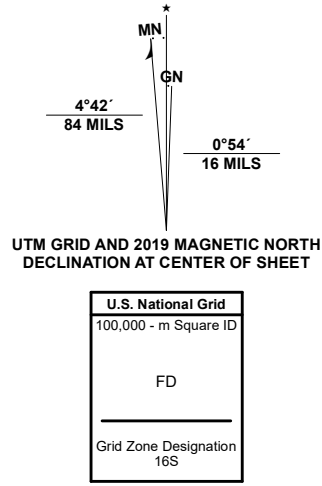 ★
MN
GN
4°42´
84 MILS
0°54´
16 MILS
UTM GRID AND 2019 MAGNETIC NORTH
DECLINATION AT CENTER OF SHEET
U.S. National Grid
100,000 - m Square ID
FD
Grid Zone Designation
16S